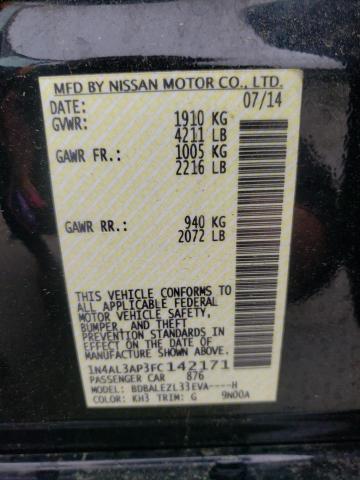 MFD BY NISSAN MOTOR CO., LTD.
DATE: 07/14
GVWR: 1910 KG
4211 LB
GAWR FR.: 1005 KG
2216 LB
GAWR RR.: 940 KG
2072 LB
THIS VEHICLE CONFORMS TO
ALL APPLICABLE FEDERAL
MOTOR VEHICLE SAFETY,
BUMPER, AND THEFT
PREVENTION STANDARDS
IN EFFECT ON THE DATE OF
MANUFACTURE SHOWN ABOVE.
1N4AL3AP3FC142171
PASSENGER CAR 876
MODEL: BDBALEZL33EVA----H
COLOR: KH3 TRIM: G 9N00A